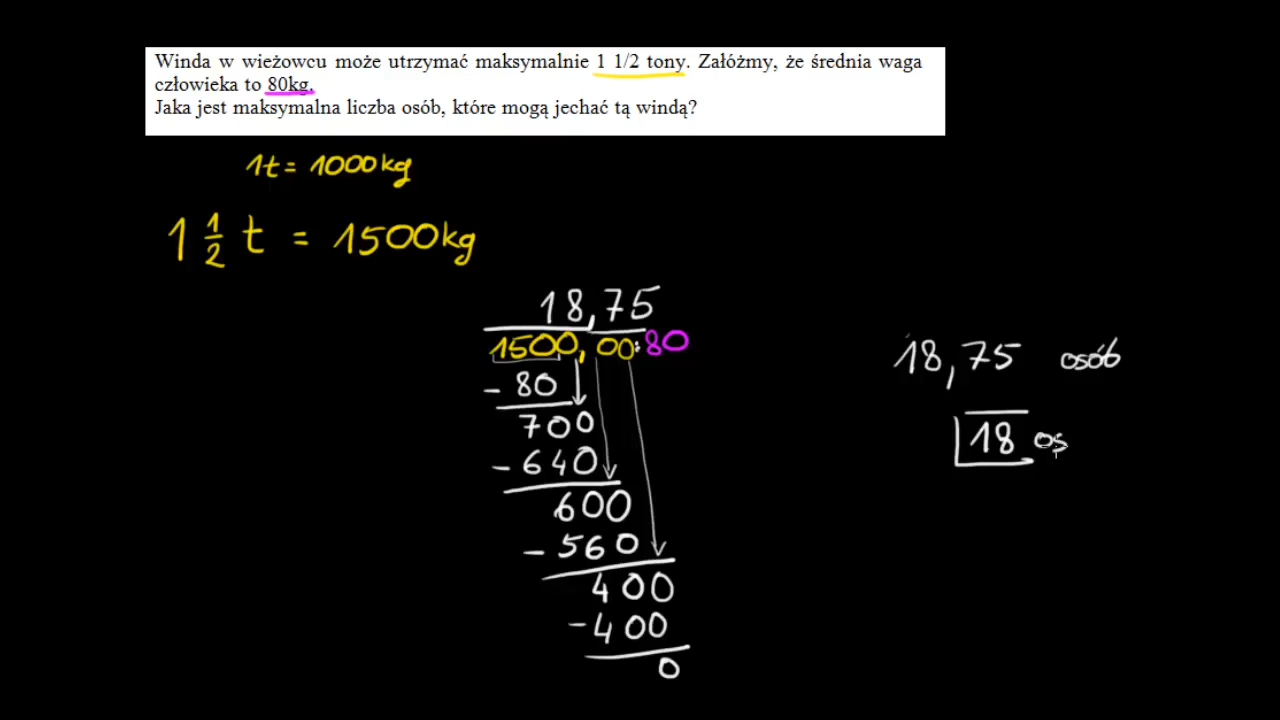 Winda w wieżowcu może utrzymać maksymalnie 1 1/2 tony. Załóżmy, że średnia waga
człowieka to 80kg.
Jaka jest maksymalna liczba osób, które mogą jechać tą windą?
1t = 1000kg
1 1/2 t = 1500kg
18,75
1500,00:80
- 80
700
- 640
600
- 560
400
- 400
0
18,75 osób
18 os